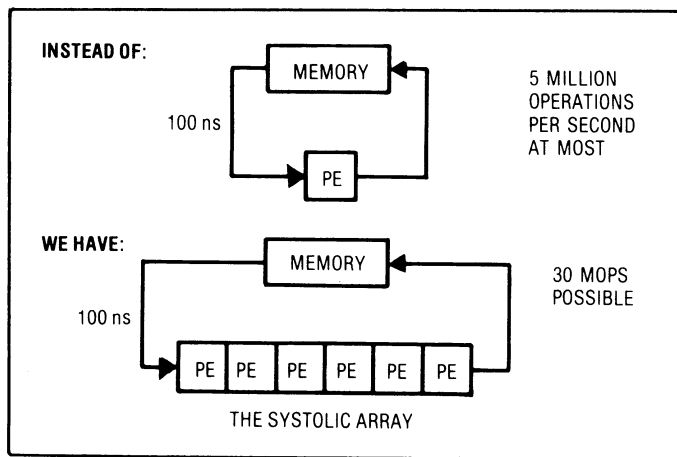 INSTEAD OF:
MEMORY
100 ns
PE
5 MILLION
OPERATIONS
PER SECOND
AT MOST
WE HAVE:
MEMORY
100 ns
PE PE PE PE PE PE
30 MOPS
POSSIBLE
THE SYSTOLIC ARRAY